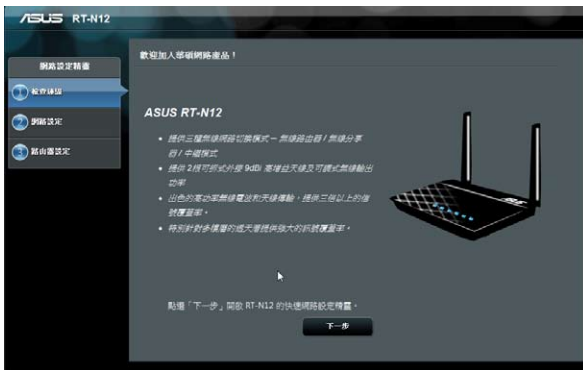 ASUS RT-N12
網路設定精靈
1 檢查連線
2 網路設定
3 路由器設定
歡迎加入華碩網路產品！
ASUS RT-N12
• 提供三種無線網路切換模式－ 無線路由器 / 無線分享
器 / 中繼模式
• 提供 2根可拆式外接 9dBi 高增益天線及可調式無線輸出
功率
• 出色的高功率無線電波和天線傳輸，提供三倍以上的信
號覆蓋率。
• 特別針對多樓層的透天厝提供強大的訊號覆蓋率。
點選「下一步」開啟 RT-N12 的快速網路設定精靈。
下一步